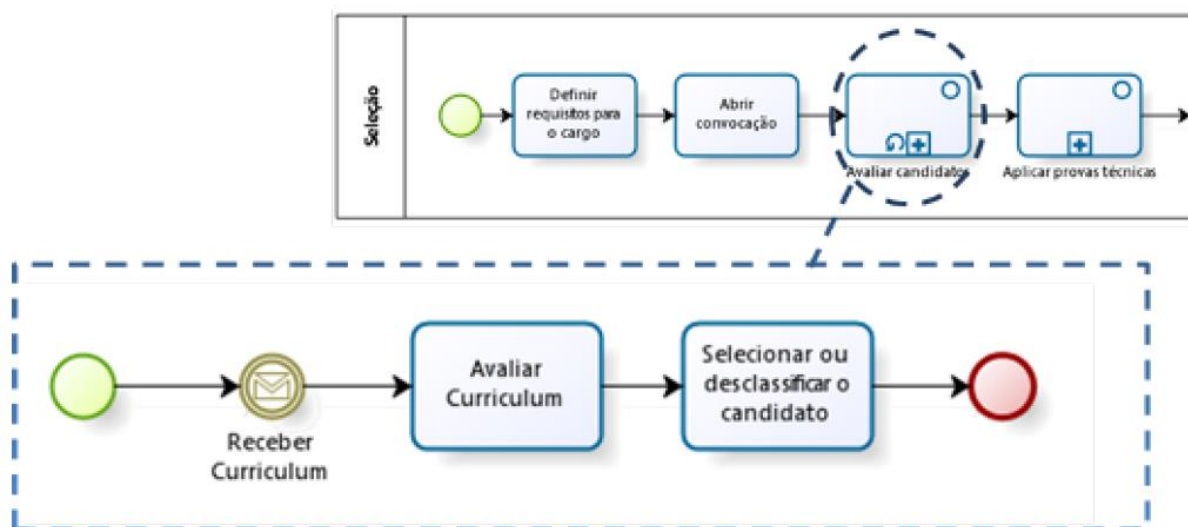 Seleção
Definir
requisitos para
o cargo
Abrir
convocação
Avaliar candidatos
Aplicar provas técnicas
Receber
Curriculum
Avaliar
Curriculum
Selecionar ou
desclassificar o
candidato